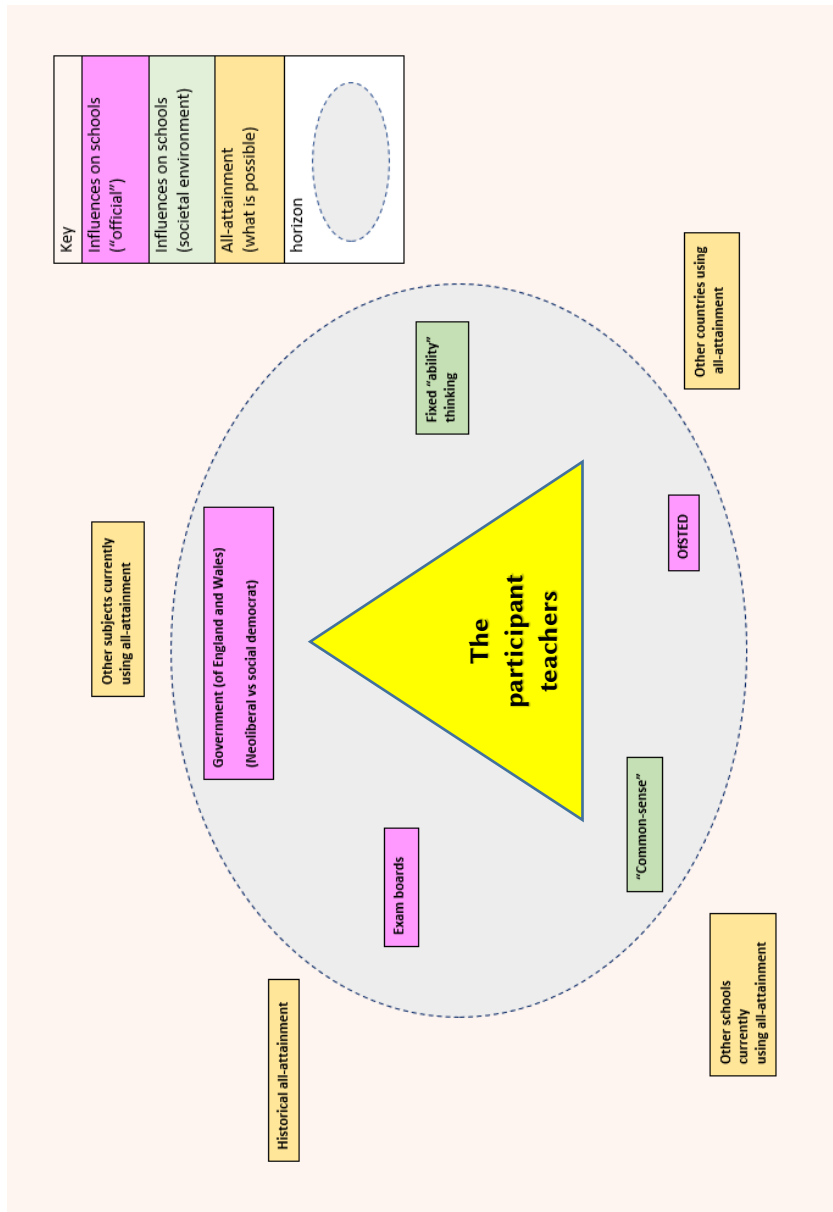 Key
Influences on schools
(“official”)
Influences on schools
(societal environment)
All-attainment
(what is possible)
horizon
Other subjects currently
using all-attainment
Government (of England and Wales)
(Neoliberal vs social democrat)
Historical all-attainment
Exam boards
Fixed “ability”
thinking
The
participant
teachers
“Common-sense”
OfSTED
Other countries using
all-attainment
Other schools
currently
using all-attainment